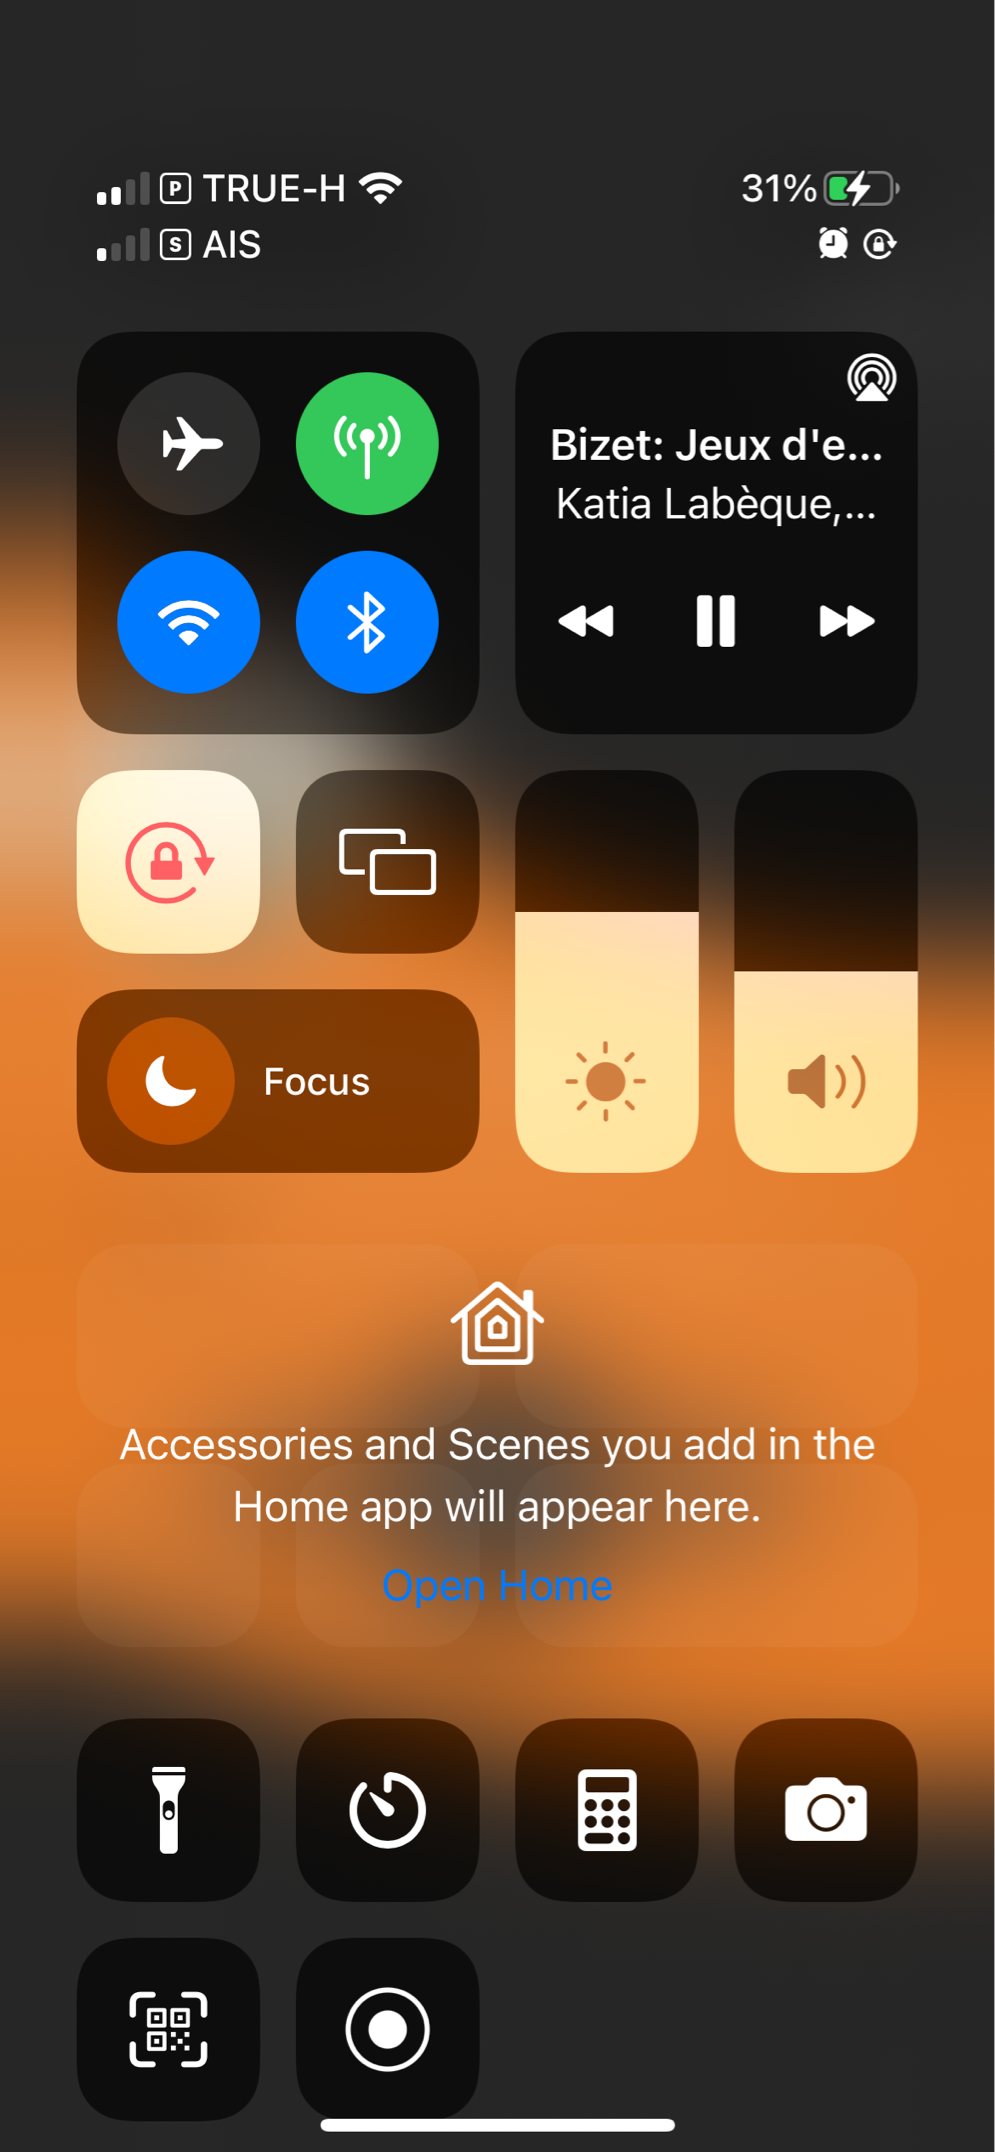 P TRUE-H
31%
S AIS
Bizet: Jeux d'e...
Katia Labèque,...
Focus
Accessories and Scenes you add in the
Home app will appear here.
Open Home